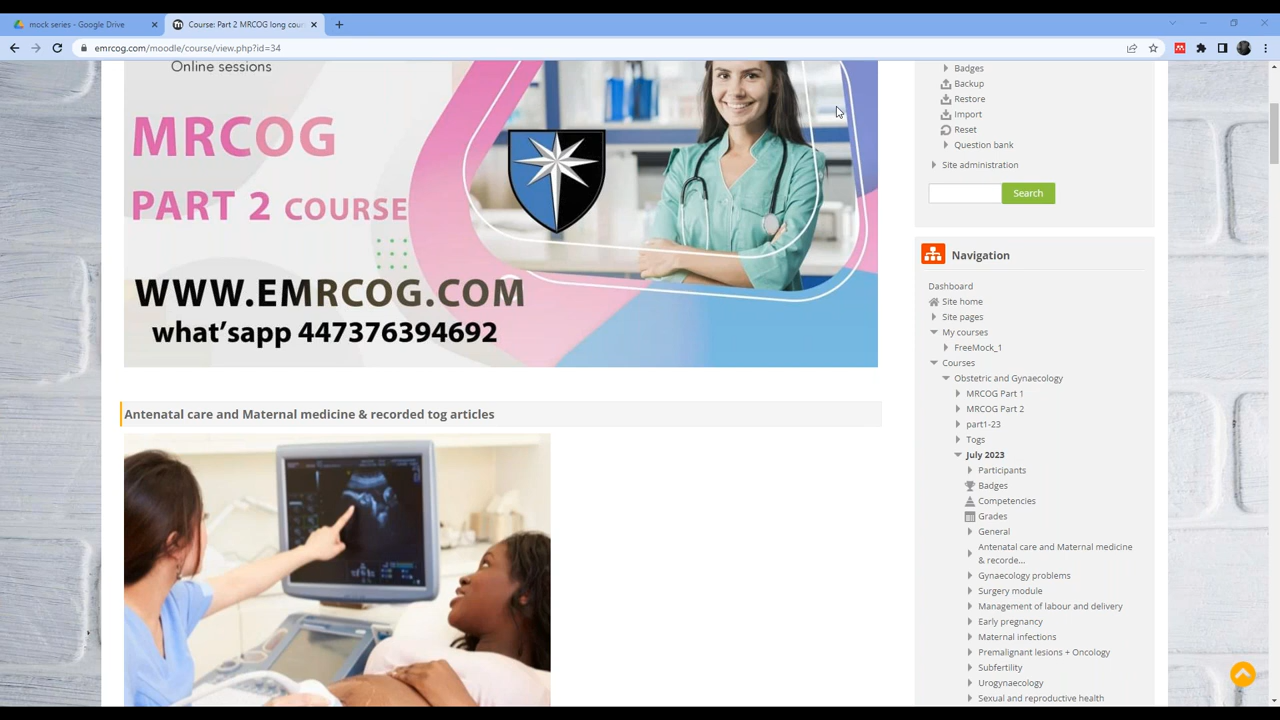 mock series - Google Drive
Course: Part 2 MRCOG long cour
emrcog.com/moodle/course/view.php?id=34
Online sessions
MRCOG
PART 2 COURSE
WWW.EMRCOG.COM
what'sapp 447376394692
Antenatal care and Maternal medicine & recorded tog articles
Badges
Backup
Restore
Import
Reset
Question bank
Site administration
Search
Navigation
Dashboard
Site home
Site pages
My courses
FreeMock_1
Courses
Obstetric and Gynaecology
MRCOG Part 1
MRCOG Part 2
part1-23
Togs
July 2023
Participants
Badges
Competencies
Grades
General
Antenatal care and Maternal medicine
& recorde...
Gynaecology problems
Surgery module
Management of labour and delivery
Early pregnancy
Maternal infections
Premalignant lesions + Oncology
Subfertility
Urogynaecology
Sexual and reproductive health